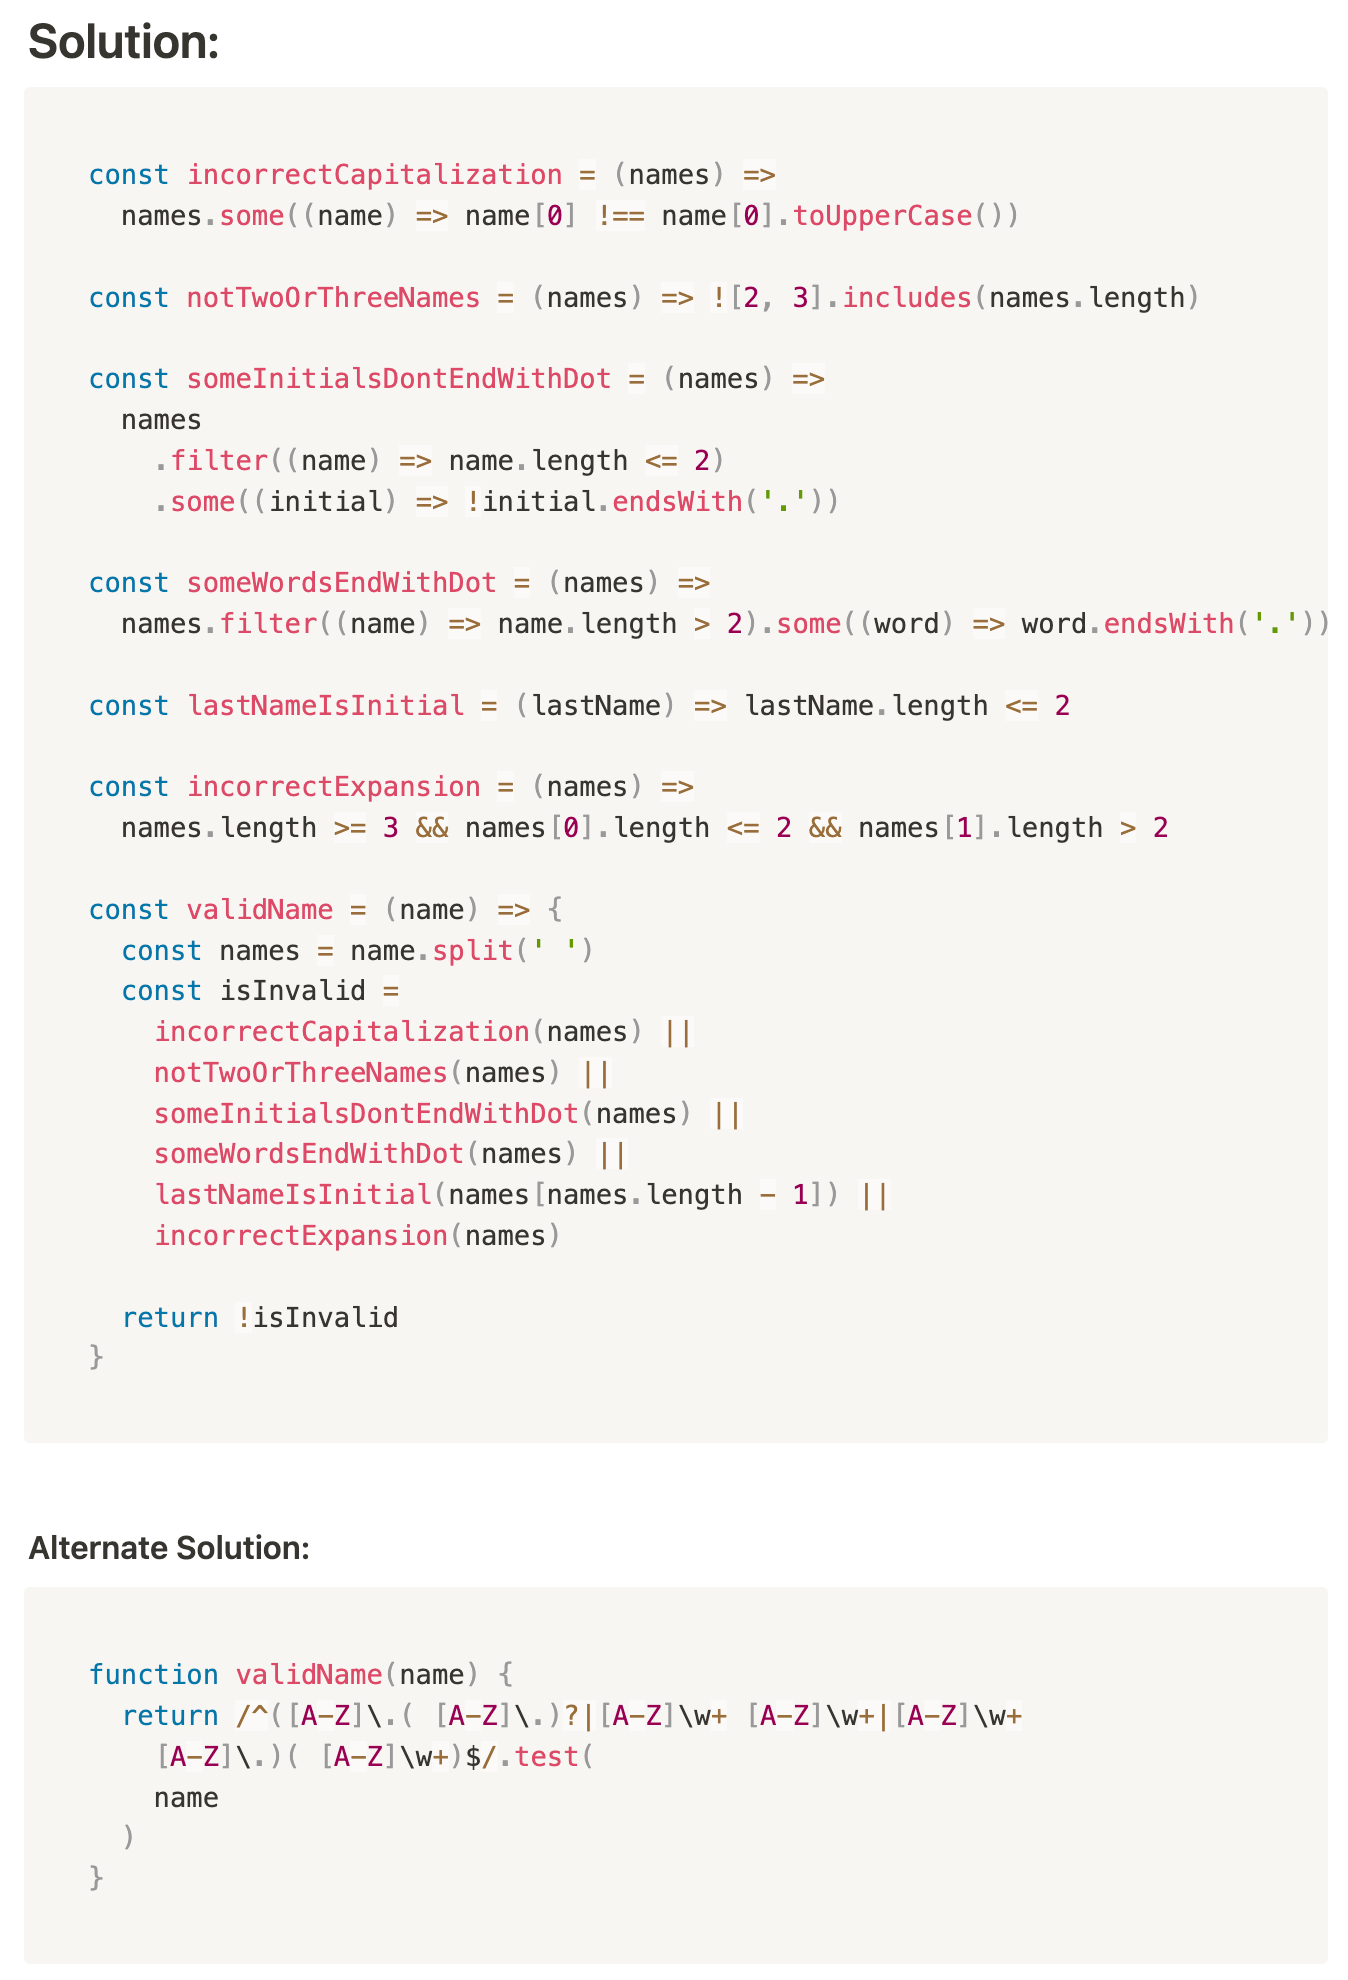 Solution:
const incorrectCapitalization = (names) =>
  names.some((name) => name[0] !== name[0].toUpperCase())
const notTwoOrThreeNames = (names) => ![2, 3].includes(names.length)
const someInitialsDontEndWithDot = (names) =>
  names
    .filter((name) => name.length <= 2)
    .some((initial) => !initial.endsWith('.'))
const someWordsEndWithDot = (names) =>
  names.filter((name) => name.length > 2).some((word) => word.endsWith('.'))
const lastNameIsInitial = (lastName) => lastName.length <= 2
const incorrectExpansion = (names) =>
  names.length >= 3 && names[0].length <= 2 && names[1].length > 2
const validName = (name) => {
  const names = name.split(' ')
  const isInvalid =
    incorrectCapitalization(names) ||
    notTwoOrThreeNames(names) ||
    someInitialsDontEndWithDot(names) ||
    someWordsEndWithDot(names) ||
    lastNameIsInitial(names[names.length - 1]) ||
    incorrectExpansion(names)
  return !isInvalid
}
Alternate Solution:
function validName(name) {
  return /^([A-Z]\.( [A-Z]\.)?|[A-Z]\w+ [A-Z]\w+|[A-Z]\w+
    [A-Z]\.)( [A-Z]\w+)$/.test(
    name
  )
}